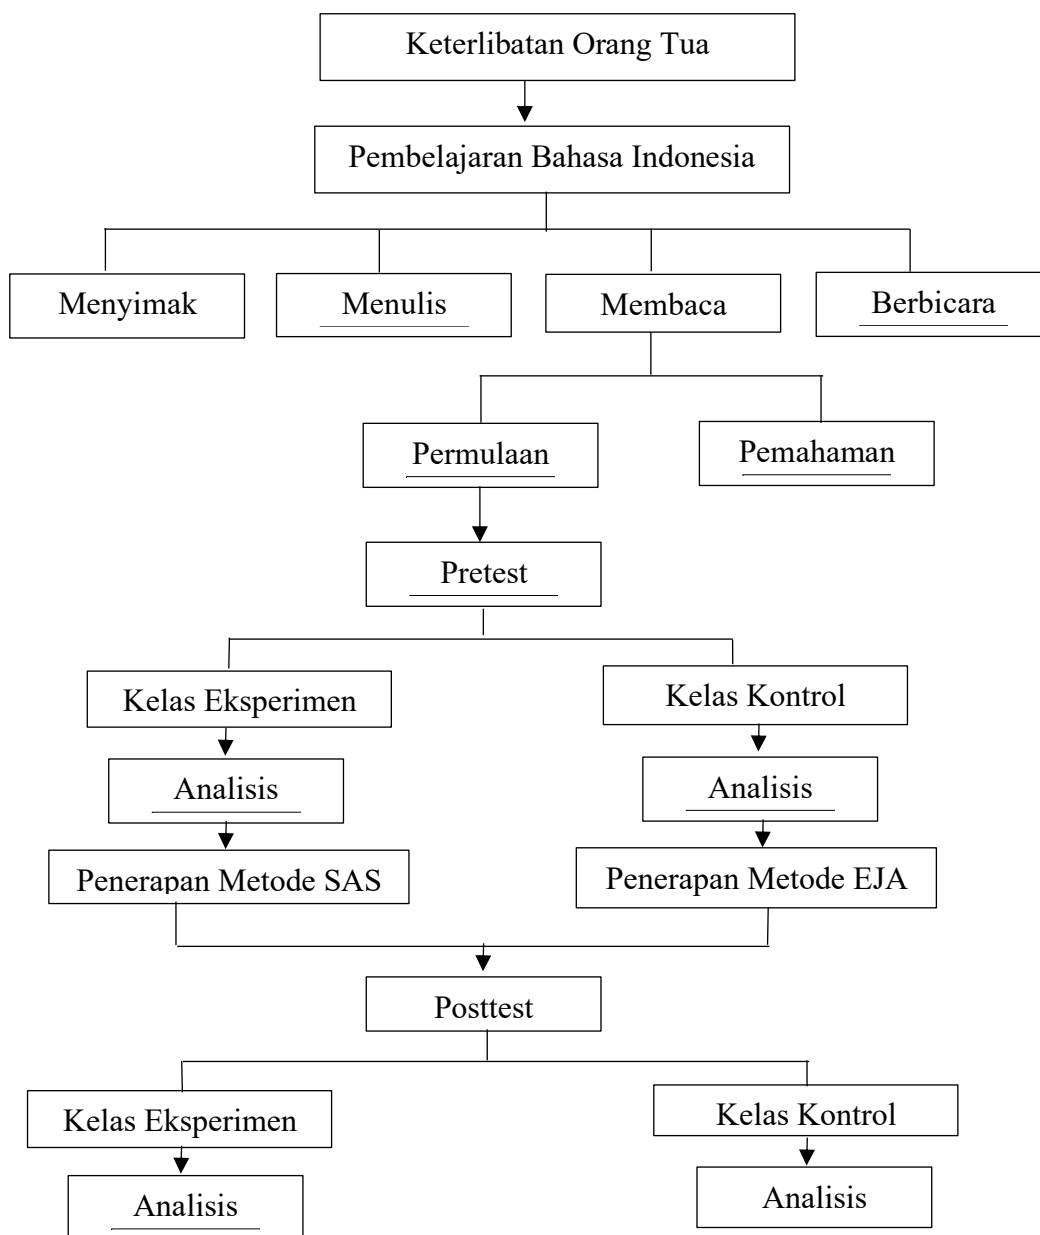 Keterlibatan Orang Tua
Pembelajaran Bahasa Indonesia
Menyimak
Menulis
Membaca
Berbicara
Permulaan
Pemahaman
Pretest
Kelas Eksperimen
Kelas Kontrol
Analisis
Analisis
Penerapan Metode SAS
Penerapan Metode EJA
Posttest
Kelas Eksperimen
Kelas Kontrol
Analisis
Analisis